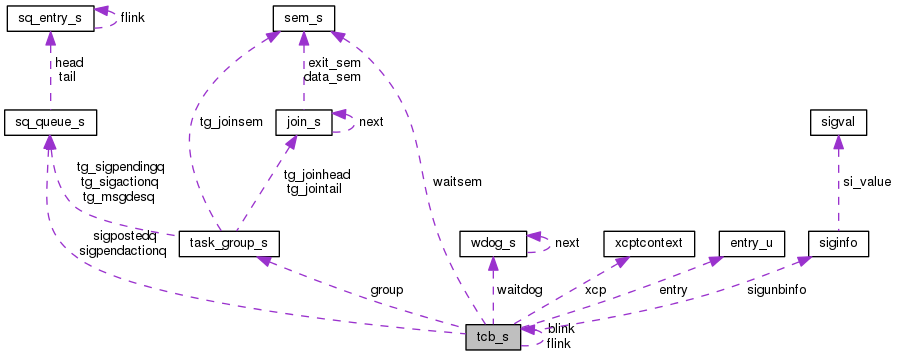 sq_entry_s
flink
sem_s
head
tail
exit_sem
data_sem
sq_queue_s
tg_joinsem
join_s
next
sigval
tg_sigpendingq
tg_sigactionq
tg_msgdesq
tg_joinhead
tg_jointail
waitsem
si_value
sigpostedq
sigpendactionq
task_group_s
wdog_s
next
xcptcontext
entry_u
siginfo
group
waitdog
xcp
entry
sigunbinfo
tcb_s
blink
flink